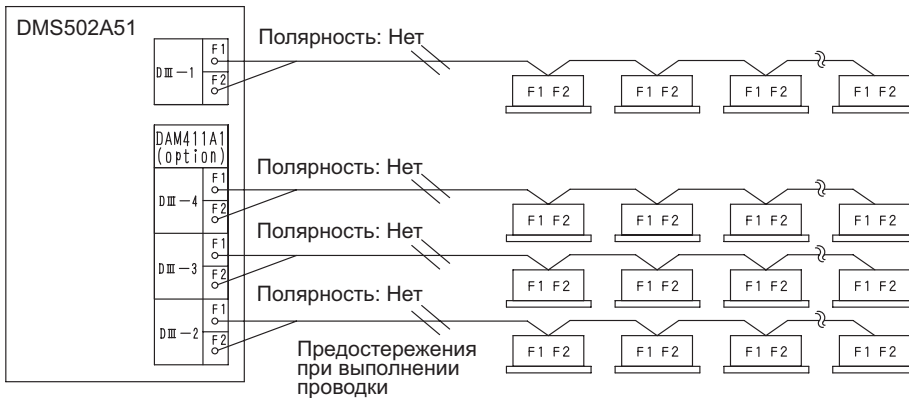 DMS502A51
Полярность: Нет
F1
DⅢ—1
F2
F1 F2 F1 F2 F1 F2 F1 F2
DAM411A1
(option)
Полярность: Нет
F1
DⅢ—4
F2
F1 F2 F1 F2 F1 F2 F1 F2
Полярность: Нет
F1
DⅢ—3
F2
F1 F2 F1 F2 F1 F2 F1 F2
Полярность: Нет
F1
DⅢ—2
F2
F1 F2 F1 F2 F1 F2 F1 F2
Предостережения
при выполнении
проводки